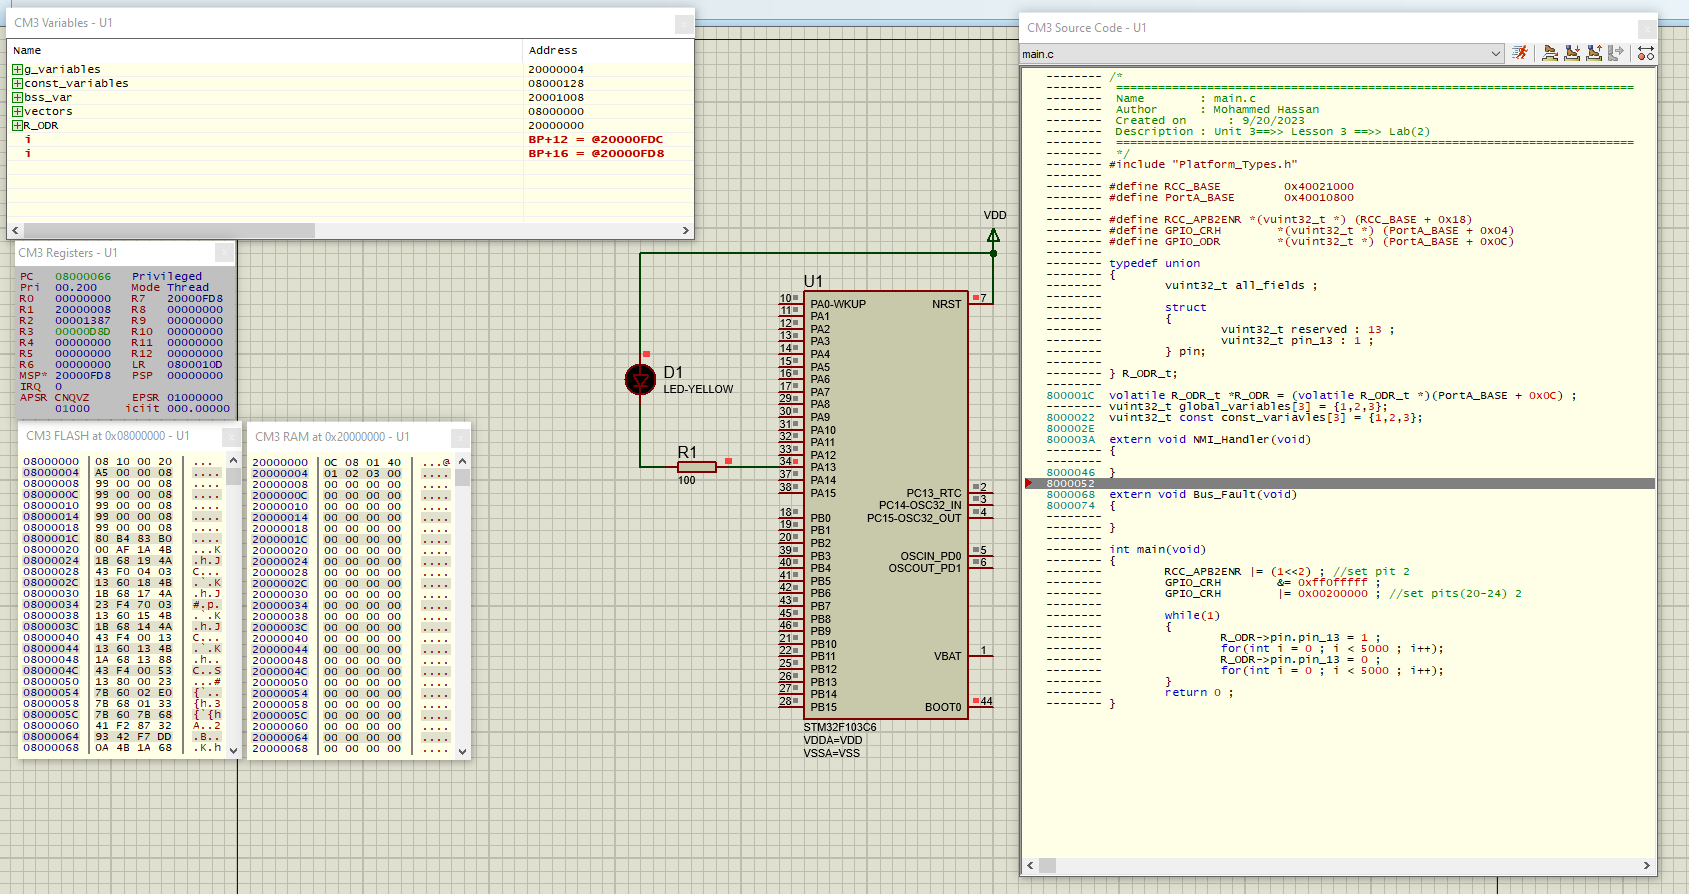 CM3 Variables - U1
Name Address
g_variables 20000004
const_variables 08000128
bss_var 20001008
vectors 08000000
R_ODR 20000000
i BP+12 = @20000FDC
i BP+16 = @20000FD8
CM3 Registers - U1
PC 08000066 Privileged
Pri 00.200 Mode Thread
R0 00000000 R7 20000FD8
R1 20000008 R8 00000000
R2 00001387 R9 00000000
R3 00000D8D R10 00000000
R4 00000000 R11 00000000
R5 00000000 R12 00000000
R6 00000000 LR 0800010D
MSP* 20000FD8 PSP 00000000
IRQ 0
APSR CNQVZ EPSR 01000000
01000 iciit 000.00000
CM3 FLASH at 0x08000000 - U1
08000000 08 10 00 20 ...
08000004 A5 00 00 08 ....
08000008 99 00 00 08 ....
0800000C 99 00 00 08 ....
08000010 99 00 00 08 ....
08000014 99 00 00 08 ....
08000018 99 00 00 08 ....
0800001C 80 B4 83 B0 ....
08000020 00 AF 1A 4B ...K
08000024 1B 68 19 4A .h.J
08000028 43 F0 04 03 C...
0800002C 13 60 18 4B .`.K
08000030 1B 68 17 4A .h.J
08000034 23 F4 70 03 #.p.
08000038 13 60 15 4B .`.K
0800003C 1B 68 14 4A .h.J
08000040 43 F4 00 13 C...
08000044 13 60 13 4B .`.K
08000048 1A 68 13 88 .h..
0800004C 43 F4 00 53 C..S
08000050 13 80 00 23 ...#
08000054 7B 60 02 E0 {`..
08000058 7B 68 01 33 {h.3
0800005C 7B 60 7B 68 {`{h
08000060 41 F2 87 32 A..2
08000064 93 42 F7 DD .B..
08000068 0A 4B 1A 68 .K.h
CM3 RAM at 0x20000000 - U1
20000000 0C 08 01 40 ...@
20000004 01 02 03 00 ....
20000008 00 00 00 00 ....
2000000C 00 00 00 00 ....
20000010 00 00 00 00 ....
20000014 00 00 00 00 ....
20000018 00 00 00 00 ....
2000001C 00 00 00 00 ....
20000020 00 00 00 00 ....
20000024 00 00 00 00 ....
20000028 00 00 00 00 ....
2000002C 00 00 00 00 ....
20000030 00 00 00 00 ....
20000034 00 00 00 00 ....
20000038 00 00 00 00 ....
2000003C 00 00 00 00 ....
20000040 00 00 00 00 ....
20000044 00 00 00 00 ....
20000048 00 00 00 00 ....
2000004C 00 00 00 00 ....
20000050 00 00 00 00 ....
20000054 00 00 00 00 ....
20000058 00 00 00 00 ....
2000005C 00 00 00 00 ....
20000060 00 00 00 00 ....
20000064 00 00 00 00 ....
20000068 00 00 00 00 ....
VDD
D1
LED-YELLOW
R1
100
U1
10 PA0-WKUP NRST 7
11 PA1
12 PA2
13 PA3
14 PA4
15 PA5
16 PA6
17 PA7
29 PA8
30 PA9
31 PA10
32 PA11
33 PA12
34 PA13
37 PA14
38 PA15 PC13_RTC 2
PC14-OSC32_IN 3
18 PB0 PC15-OSC32_OUT 4
19 PB1
20 PB2
39 PB3 OSCIN_PD0 5
40 PB4 OSCOUT_PD1 6
41 PB5
42 PB6
43 PB7
45 PB8
46 PB9
21 PB10
22 PB11 VBAT 1
25 PB12
26 PB13
27 PB14
28 PB15 BOOT0 44
STM32F103C6
VDDA=VDD
VSSA=VSS
CM3 Source Code - U1
main.c
-------- /*
-------- ==========================================================================
-------- Name : main.c
-------- Author : Mohammed Hassan
-------- Created on : 9/20/2023
-------- Description : Unit 3==>> Lesson 3 ==>> Lab(2)
-------- ==========================================================================
-------- */
-------- #include "Platform_Types.h"
--------
-------- #define RCC_BASE 0x40021000
-------- #define PortA_BASE 0x40010800
--------
-------- #define RCC_APB2ENR *(vuint32_t *) (RCC_BASE + 0x18)
-------- #define GPIO_CRH *(vuint32_t *) (PortA_BASE + 0x04)
-------- #define GPIO_ODR *(vuint32_t *) (PortA_BASE + 0x0C)
--------
-------- typedef union
-------- {
-------- vuint32_t all_fields ;
--------
-------- struct
-------- {
-------- vuint32_t reserved : 13 ;
-------- vuint32_t pin_13 : 1 ;
-------- } pin;
--------
-------- } R_ODR_t;
--------
800001C volatile R_ODR_t *R_ODR = (volatile R_ODR_t *)(PortA_BASE + 0x0C) ;
-------- vuint32_t global_variables[3] = {1,2,3};
8000022 vuint32_t const const_variavles[3] = {1,2,3};
800002E
800003A extern void NMI_Handler(void)
-------- {
--------
8000046 }
8000052
8000068 extern void Bus_Fault(void)
8000074 {
--------
-------- }
--------
-------- int main(void)
-------- {
-------- RCC_APB2ENR |= (1<<2) ; //set pit 2
-------- GPIO_CRH &= 0xff0fffff ;
-------- GPIO_CRH |= 0x00200000 ; //set pits(20-24) 2
--------
-------- while(1)
-------- {
-------- R_ODR->pin.pin_13 = 1 ;
-------- for(int i = 0 ; i < 5000 ; i++);
-------- R_ODR->pin.pin_13 = 0 ;
-------- for(int i = 0 ; i < 5000 ; i++);
-------- }
-------- return 0 ;
-------- }